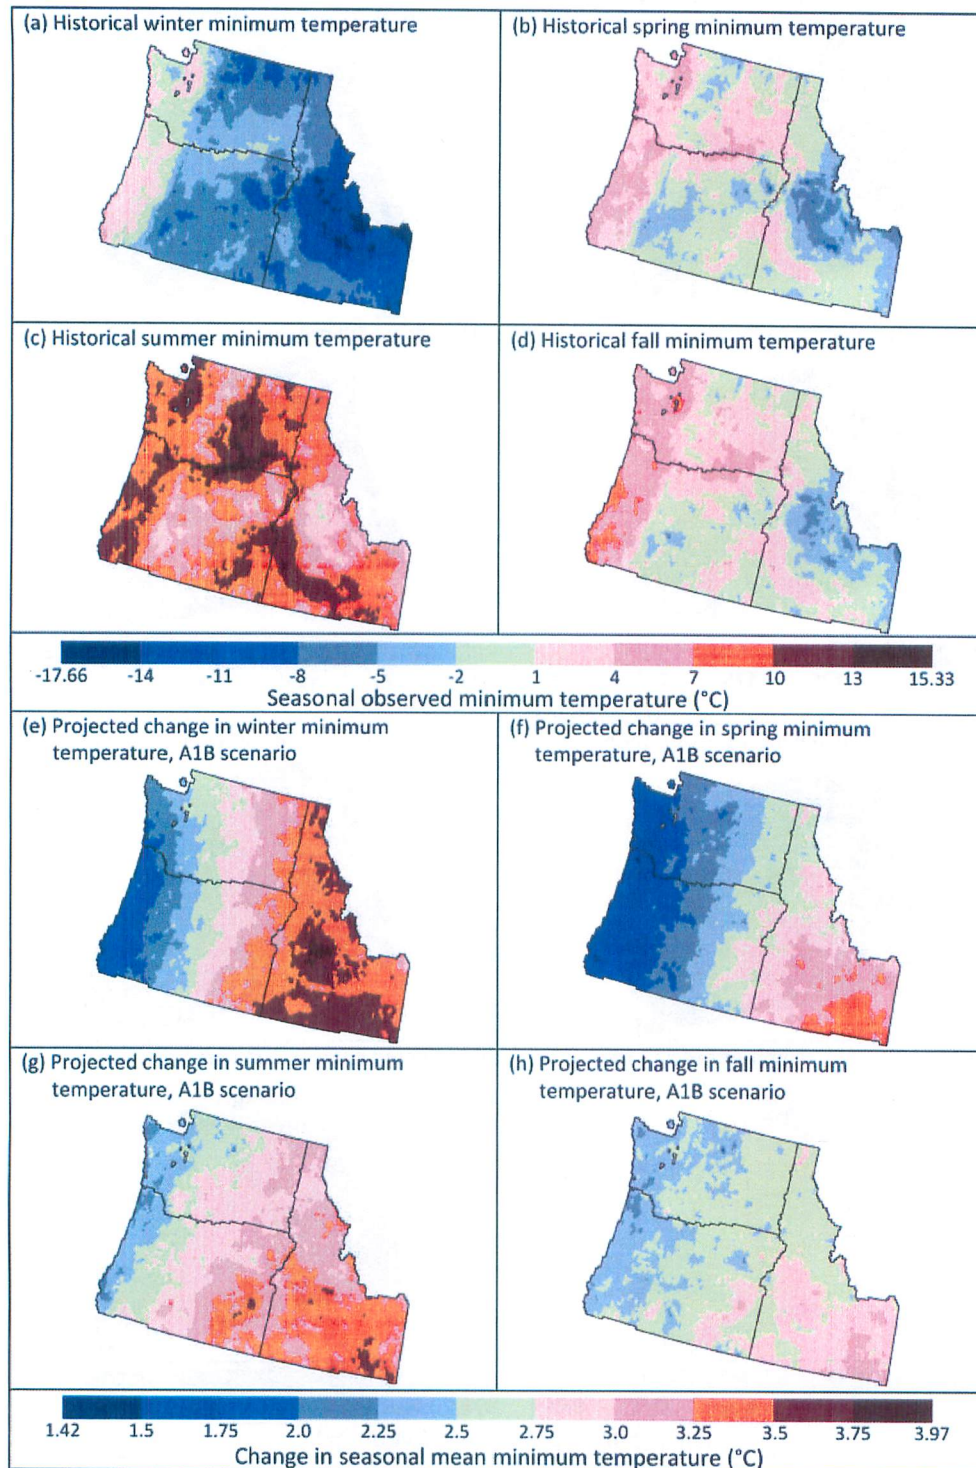 (a) Historical winter minimum temperature
(b) Historical spring minimum temperature
(c) Historical summer minimum temperature
(d) Historical fall minimum temperature
-17.66 -14 -11 -8 -5 -2 1 4 7 10 13 15.33
Seasonal observed minimum temperature (°C)
(e) Projected change in winter minimum
temperature, A1B scenario
(f) Projected change in spring minimum
temperature, A1B scenario
(g) Projected change in summer minimum
temperature, A1B scenario
(h) Projected change in fall minimum
temperature, A1B scenario
1.42 1.5 1.75 2.0 2.25 2.5 2.75 3.0 3.25 3.5 3.75 3.97
Change in seasonal mean minimum temperature (°C)